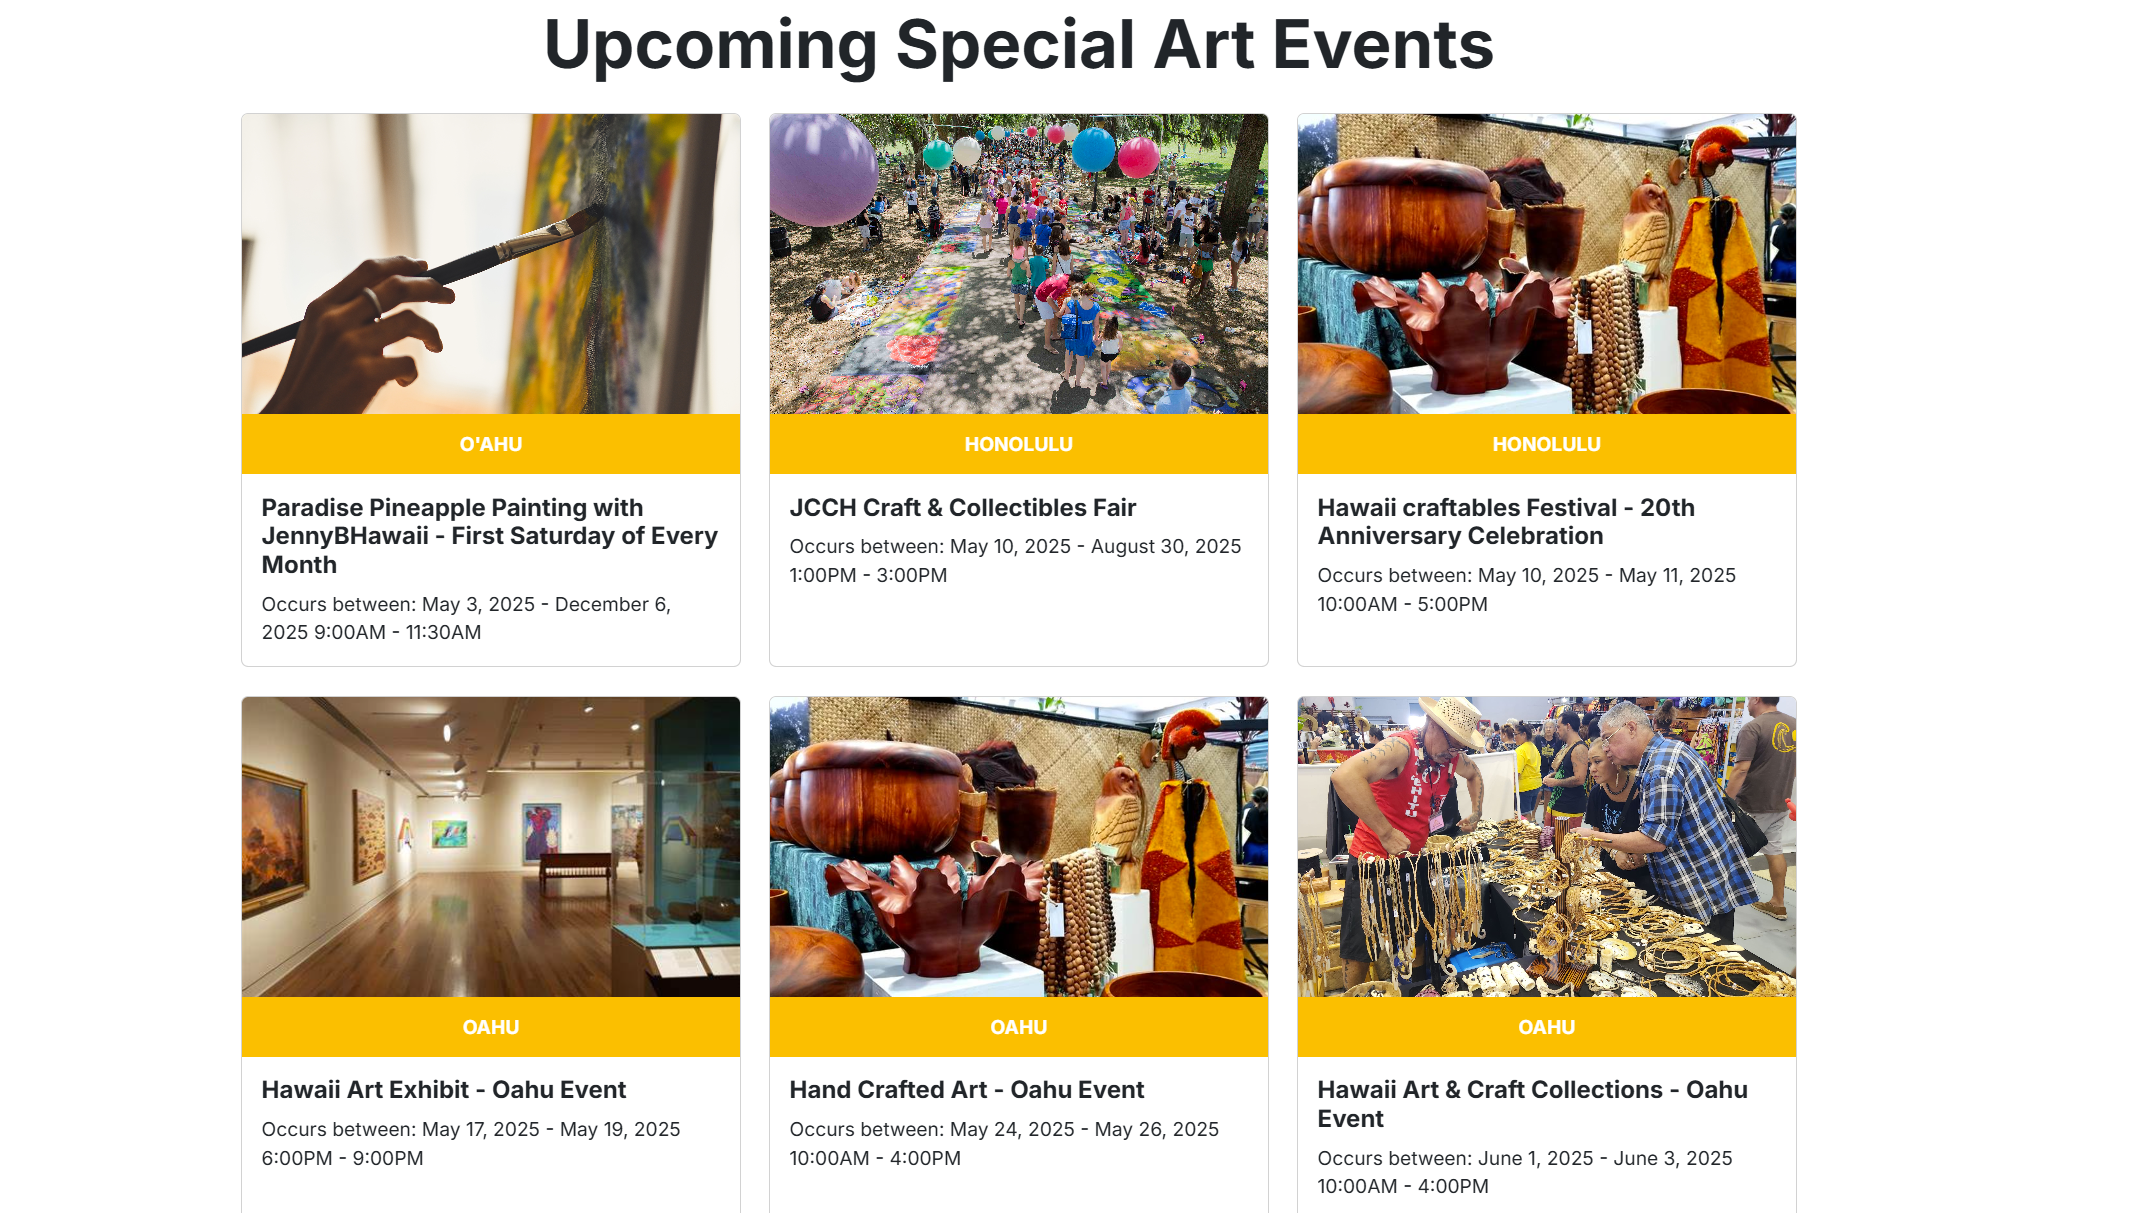 Upcoming Special Art Events
O'AHU
Paradise Pineapple Painting with
JennyBHawaii - First Saturday of Every
Month
Occurs between: May 3, 2025 - December 6,
2025 9:00AM - 11:30AM
HONOLULU
JCCH Craft & Collectibles Fair
Occurs between: May 10, 2025 - August 30, 2025
1:00PM - 3:00PM
HONOLULU
Hawaii craftables Festival - 20th
Anniversary Celebration
Occurs between: May 10, 2025 - May 11, 2025
10:00AM - 5:00PM
OAHU
Hawaii Art Exhibit - Oahu Event
Occurs between: May 17, 2025 - May 19, 2025
6:00PM - 9:00PM
OAHU
Hand Crafted Art - Oahu Event
Occurs between: May 24, 2025 - May 26, 2025
10:00AM - 4:00PM
OAHU
Hawaii Art & Craft Collections - Oahu
Event
Occurs between: June 1, 2025 - June 3, 2025
10:00AM - 4:00PM